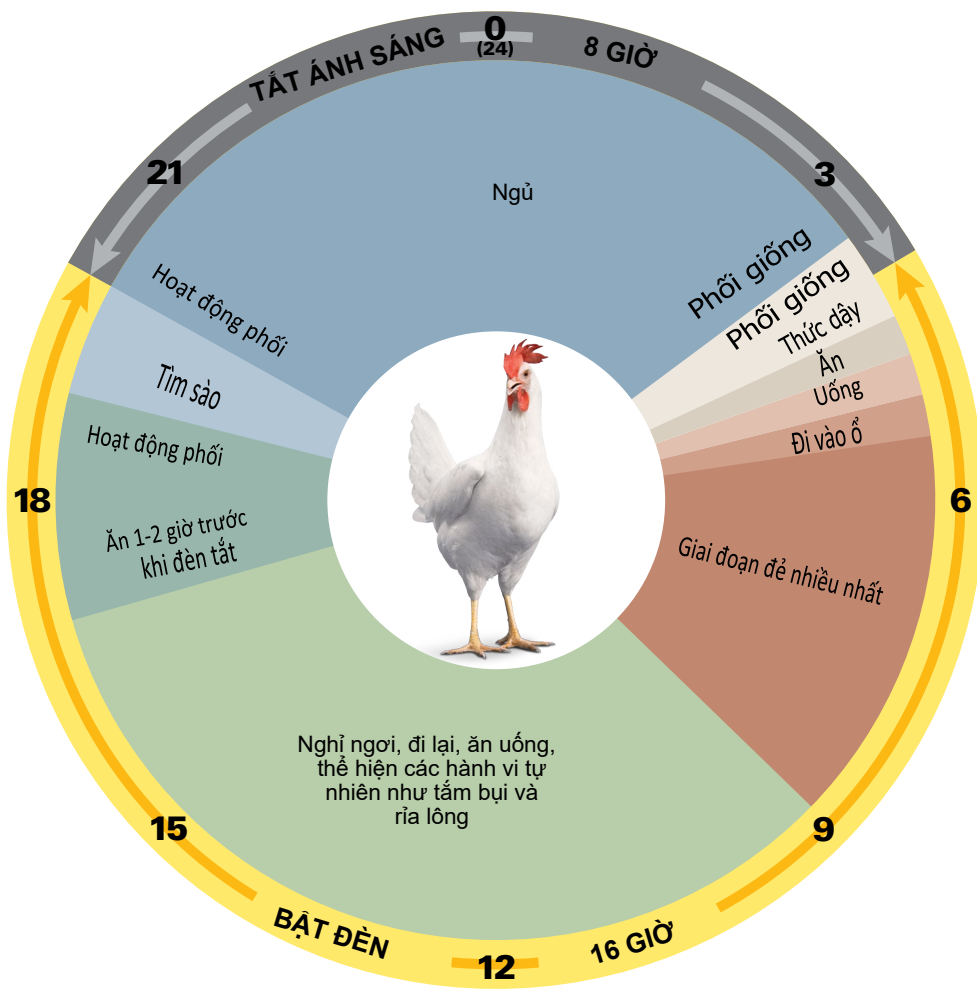 TẮT ÁNH SÁNG
0
(24)
8 GIỜ
21
3
Ngủ
Phối giống
Phối giống
Thức dậy
Ăn
Uống
Đi vào ổ
Hoạt động phối
Tìm sào
Hoạt động phối
Ăn 1-2 giờ trước
khi đèn tắt
18
6
Giai đoạn đẻ nhiều nhất
Nghỉ ngơi, đi lại, ăn uống,
thể hiện các hành vi tự
nhiên như tắm bụi và
rỉa lông
15
9
BẬT ĐÈN
12
16 GIỜ